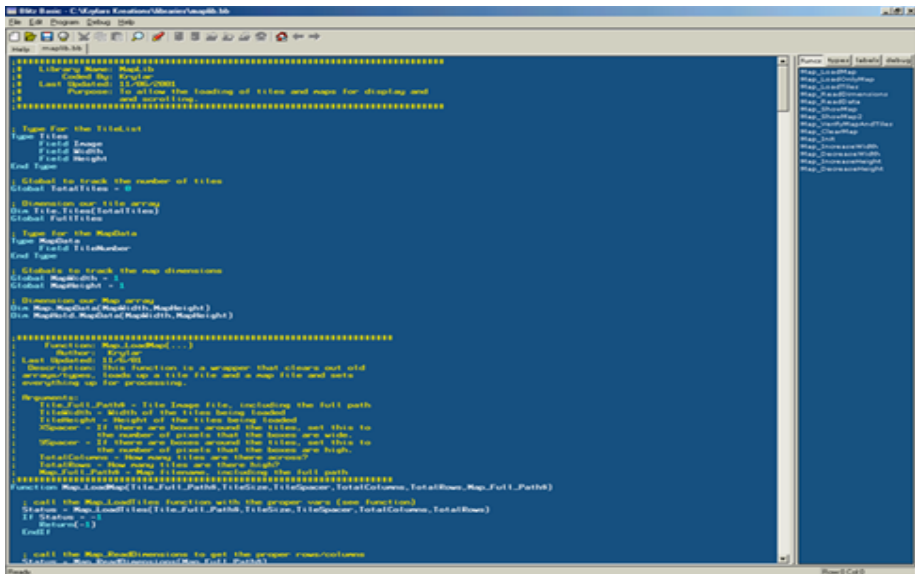 Blitz Basic - C:\Krylars Kreations\libraries\maplib.bb
File Edit Program Debug Help
Help maplib.bb
;##########################################################################
;# Library Name: MapLib
;# Coded By: Krylar
;# Last Updated: 11/06/2001
;# Purpose: To allow the loading of tiles and maps for display and
;# and scrolling.
;##########################################################################
; Type For the TileList
Type Tiles
Field Image
Field Width
Field Height
End Type
; Global to track the number of tiles
Global TotalTiles = 0
; Dimension our tile array
Dim Tile.Tiles(TotalTiles)
Global FullTiles
; Type for the MapData
Type MapData
Field TileNumber
End Type
; Globals to track the map dimensions
Global MapWidth = 1
Global MapHeight = 1
; Dimension our Map array
Dim Map.MapData(MapWidth,MapHeight)
Dim MapHold.MapData(MapWidth,MapHeight)
;#################################################################
; Function: Map_LoadMap(...)
; Author: Krylar
; Last Updated: 11/6/01
; Description: This function is a wrapper that clears out old
; arrays/types, loads up a tile file and a map file and sets
; everything up for processing.
; Arguments:
; Tile_Full_Path$ - Tile Image file, including the full path
; TileWidth - Width of the tiles being loaded
; TileHeight - Height of the tiles being loaded
; XSpacer - If there are boxes around the tiles, set this to
; the number of pixels that the boxes are wide.
; YSpacer - If there are boxes around the tiles, set this to
; the number of pixels that the boxes are high.
; TotalColumns - How many tiles are there across?
; TotalRows - How many tiles are there high?
; Map_Full_Path$ - Map filename, including the full path
;#################################################################
Function Map_LoadMap(Tile_Full_Path$,TileSize,TileSpacer,TotalColumns,TotalRows,Map_Full_Path$)
; call the Map_LoadTiles function with the proper vars (see function)
Status = Map_LoadTiles(Tile_Full_Path$,TileSize,TileSpacer,TotalColumns,TotalRows)
If Status = -1
Return(-1)
EndIf
; call the Map_ReadDimensions to get the proper rows/columns
Status = Map_ReadDimensions(Map_Full_Path$)
funcs types labels debug
Map_LoadMap
Map_LoadOnlyMap
Map_LoadTiles
Map_ReadDimensions
Map_ReadData
Map_ShowMap
Map_ShowMap2
Map_VerifyMapAndTiles
Map_ClearMap
Map_Init
Map_IncreaseWidth
Map_DecreaseWidth
Map_IncreaseHeight
Map_DecreaseHeight
Ready
Row:0 Col:0